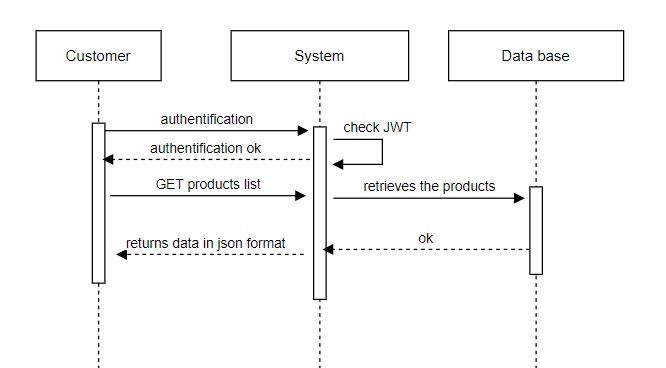 Customer
System
Data base
authentification
check JWT
authentification ok
GET products list
retrieves the products
returns data in json format
ok